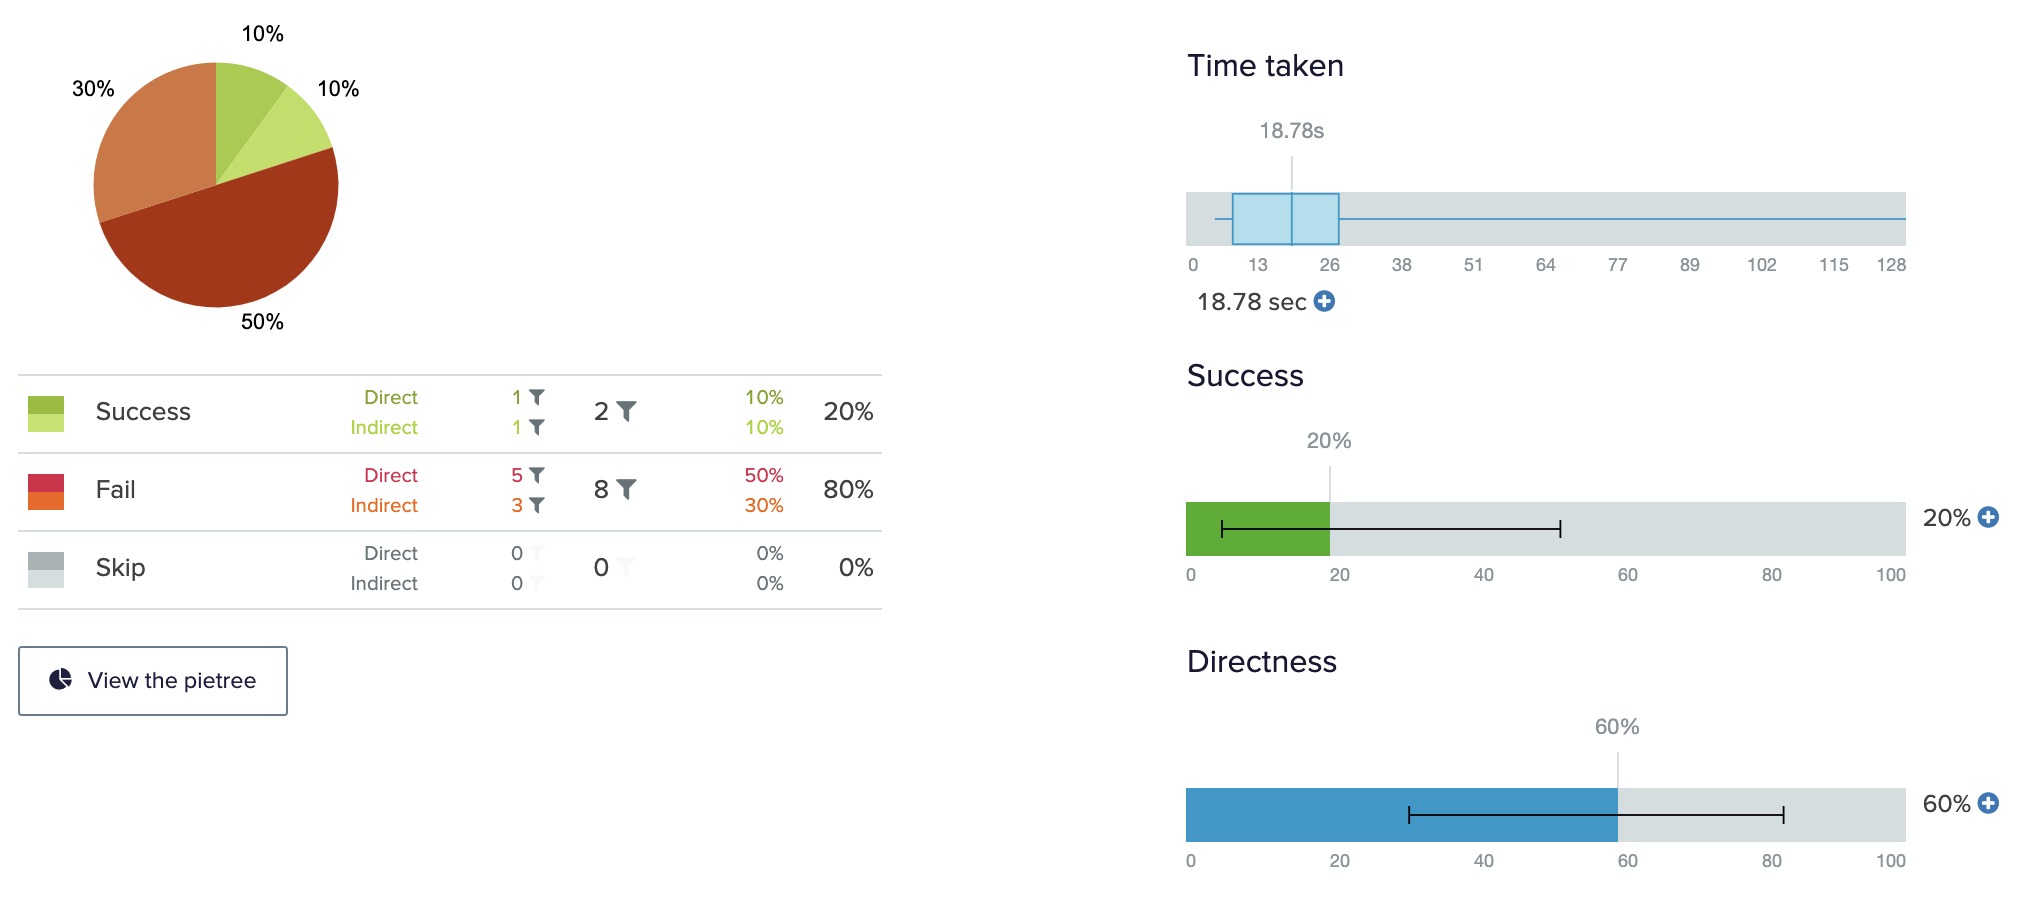 10%
30%
10%
50%
Success
Direct 1
Indirect 1
2
10%
10%
20%
Fail
Direct 5
Indirect 3
8
50%
30%
80%
Skip
Direct 0
Indirect 0
0
0%
0%
0%
View the pietree
Time taken
18.78s
0 13 26 38 51 64 77 89 102 115 128
18.78 sec
Success
20%
20%
0 20 40 60 80 100
Directness
60%
60%
0 20 40 60 80 100